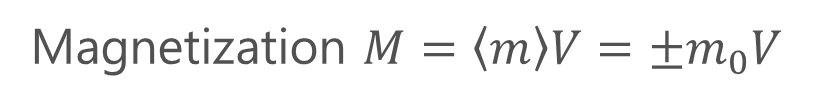 Magnetization 𝑀 = ⟨𝑚⟩𝑉 = ±𝑚₀𝑉